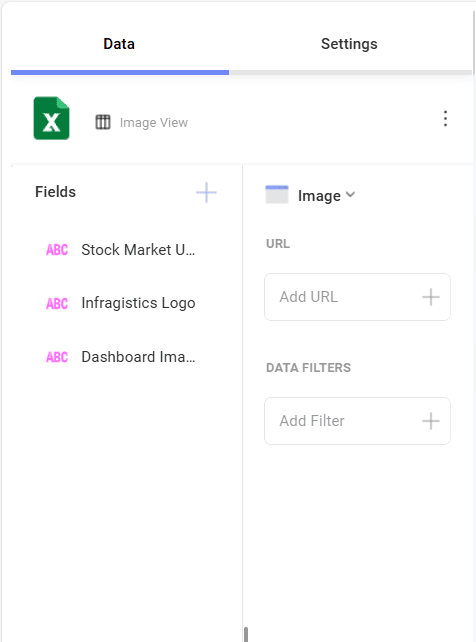 Data
Settings
Image View
Fields
ABC Stock Market U...
ABC Infragistics Logo
ABC Dashboard Ima...
Image
URL
Add URL
DATA FILTERS
Add Filter